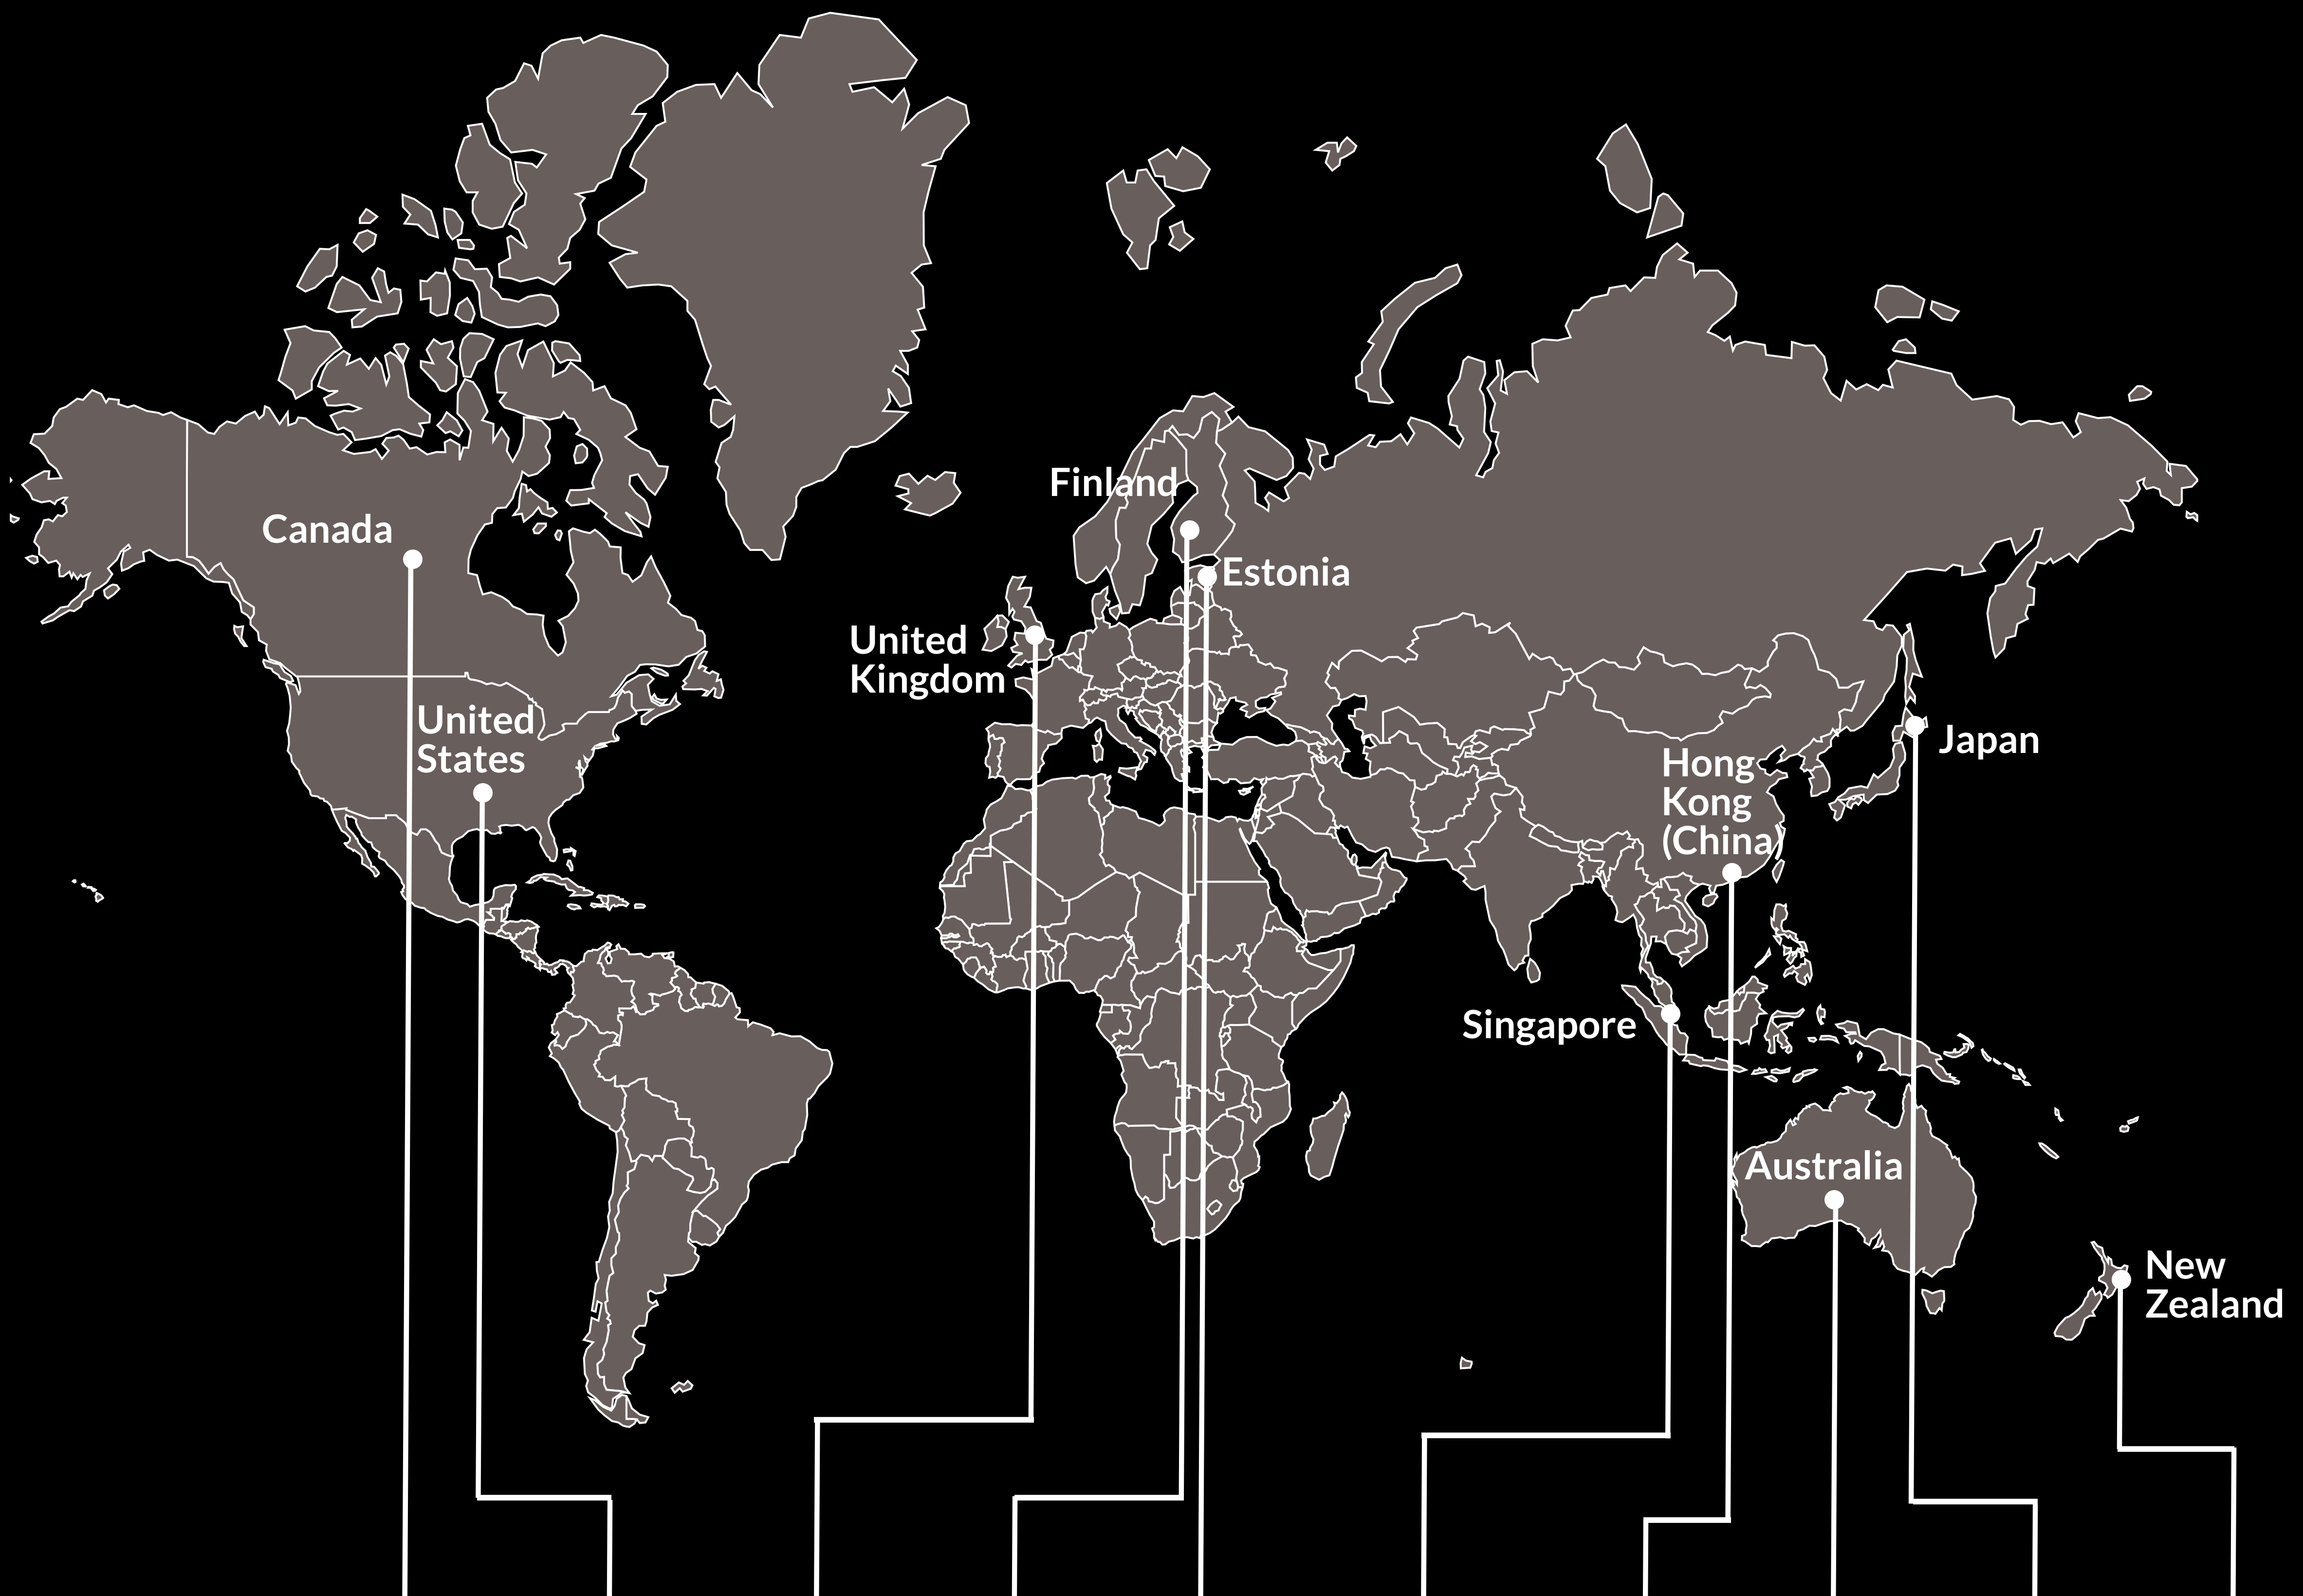 Finland
Canada
Estonia
United
Kingdom
United
States
Japan
Hong
Kong
(China)
Singapore
Australia
New
Zealand